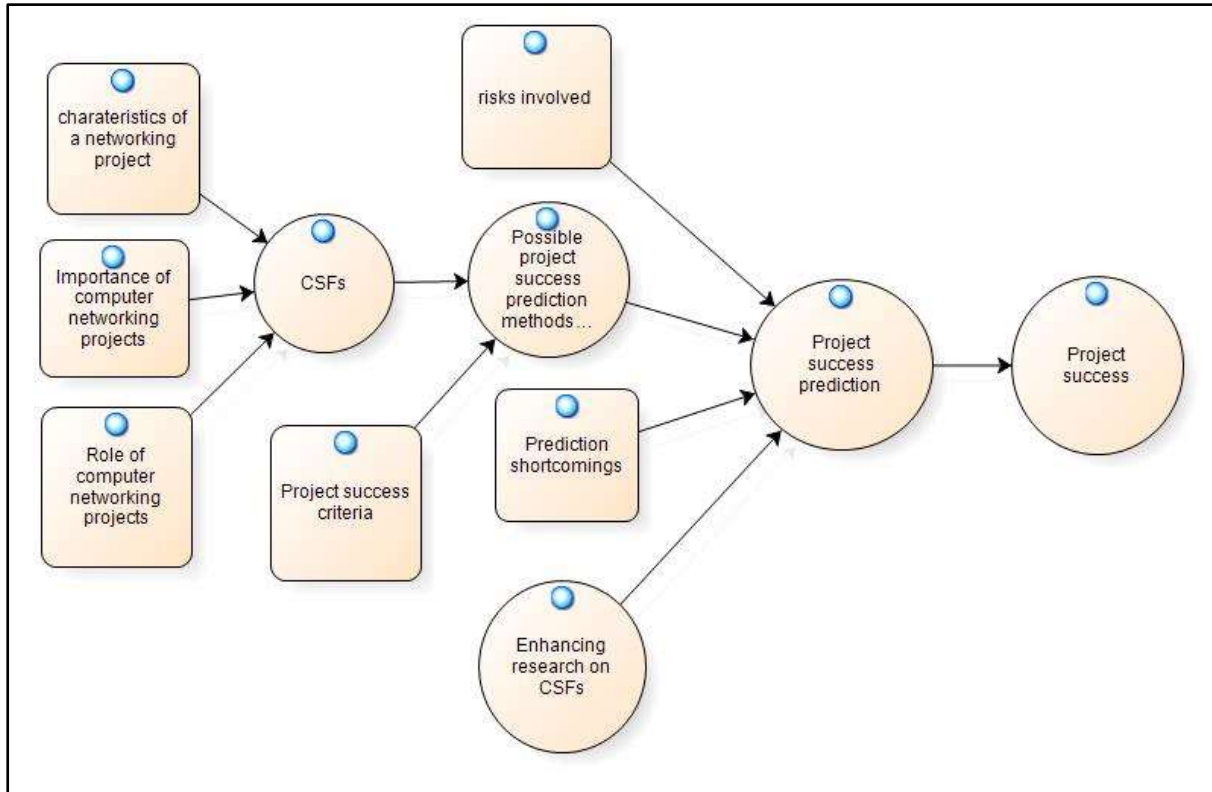 charateristics of
a networking
project
Importance of
computer
networking
projects
Role of
computer
networking
projects
CSFs
Project success
criteria
risks involved
Possible
project
success
prediction
methods...
Prediction
shortcomings
Enhancing
research on
CSFs
Project
success
prediction
Project
success